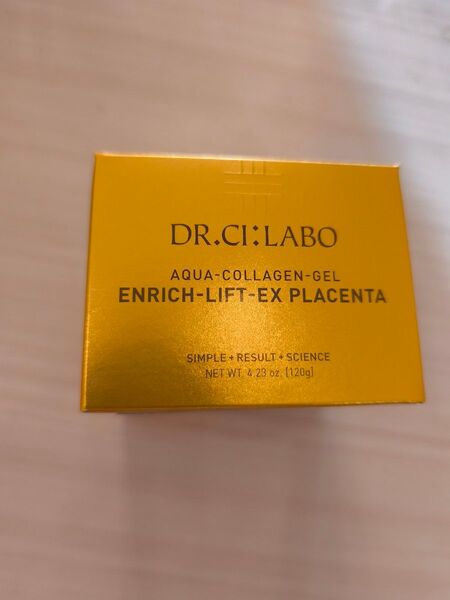 DR.CI:LABO
AQUA-COLLAGEN-GEL
ENRICH-LIFT-EX PLACENTA
SIMPLE + RESULT + SCIENCE
NET WT. 4.23 oz. [120g]